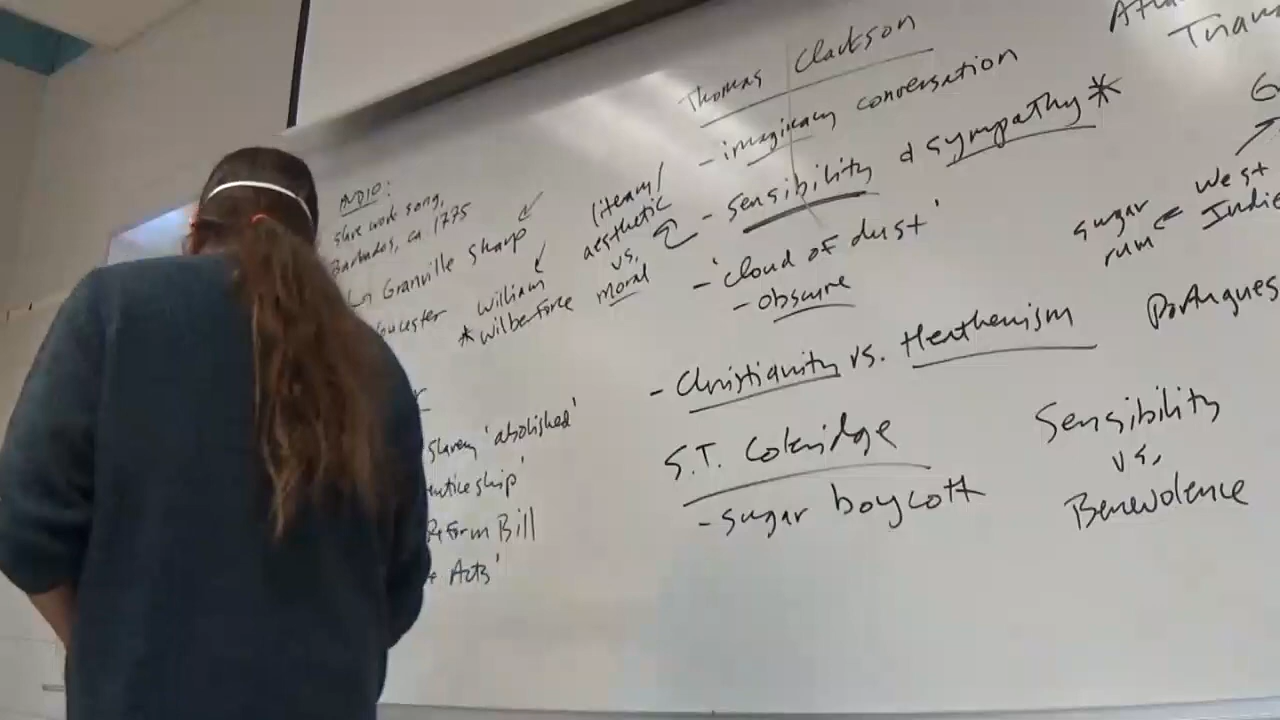 AUDIO:
slave work song,
Barbados, ca 1775
Granville Sharp
William
* Wilberforce
slavery 'abolished'
Reform Bill
Acts'
literary/
aesthetic
vs.
moral
Thomas Clarkson
- imaginary conversation
- sensibility & sympathy *
- 'cloud of dust'
- obscure
- Christianity vs. Heathenism
S.T. Coleridge
- sugar boycott
West
Indie
sugar
rum
Portugues
Sensibility
vs.
Benevolence